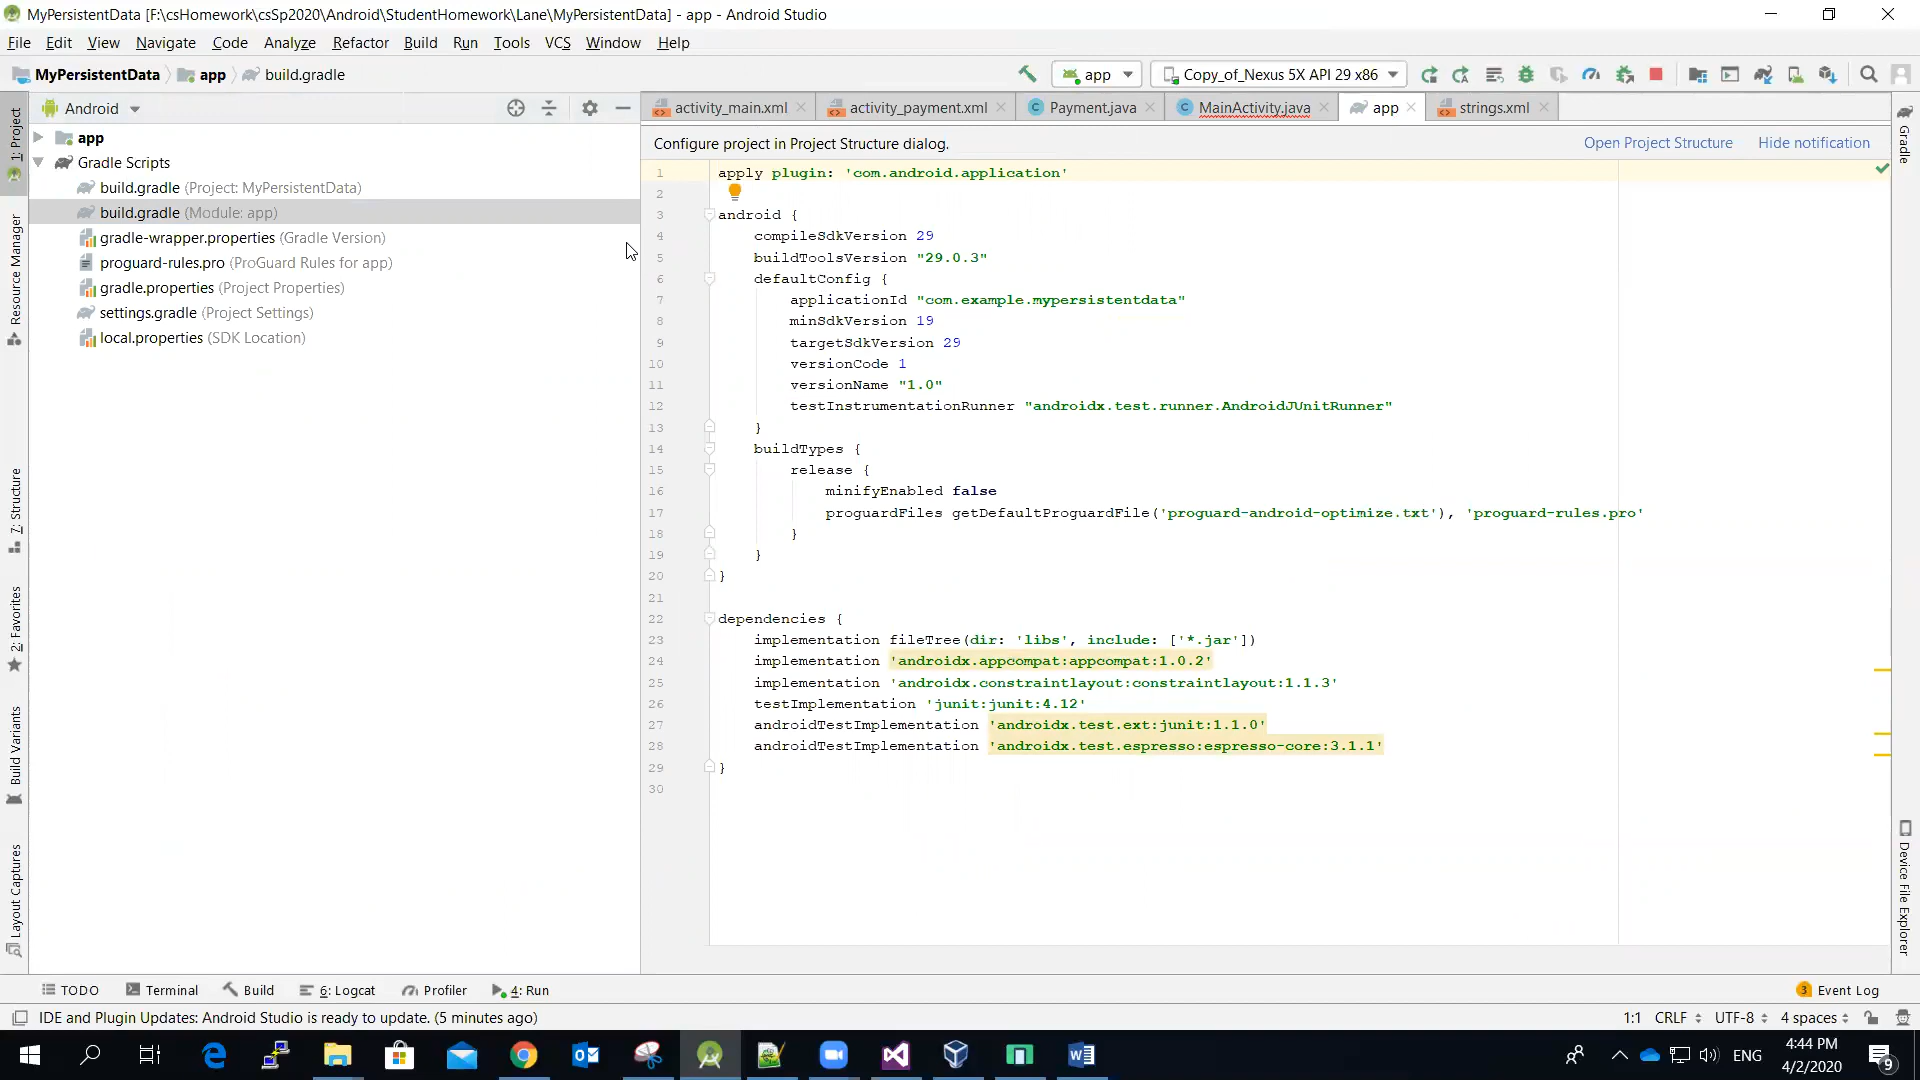 MyPersistentData [F:\csHomework\csSp2020\Android\StudentHomework\Lane\MyPersistentData] - app - Android Studio
File Edit View Navigate Code Analyze Refactor Build Run Tools VCS Window Help
MyPersistentData app build.gradle app Copy_of_Nexus 5X API 29 x86
Android
activity_main.xml activity_payment.xml Payment.java MainActivity.java app strings.xml
Configure project in Project Structure dialog. Open Project Structure Hide notification
app
Gradle Scripts
build.gradle (Project: MyPersistentData)
build.gradle (Module: app)
gradle-wrapper.properties (Gradle Version)
proguard-rules.pro (ProGuard Rules for app)
gradle.properties (Project Properties)
settings.gradle (Project Settings)
local.properties (SDK Location)
1: Project
Resource Manager
7: Structure
2: Favorites
Build Variants
Layout Captures
1 apply plugin: 'com.android.application'
2
3 android {
4 compileSdkVersion 29
5 buildToolsVersion "29.0.3"
6 defaultConfig {
7 applicationId "com.example.mypersistentdata"
8 minSdkVersion 19
9 targetSdkVersion 29
10 versionCode 1
11 versionName "1.0"
12 testInstrumentationRunner "androidx.test.runner.AndroidJUnitRunner"
13 }
14 buildTypes {
15 release {
16 minifyEnabled false
17 proguardFiles getDefaultProguardFile('proguard-android-optimize.txt'), 'proguard-rules.pro'
18 }
19 }
20 }
21
22 dependencies {
23 implementation fileTree(dir: 'libs', include: ['*.jar'])
24 implementation 'androidx.appcompat:appcompat:1.0.2'
25 implementation 'androidx.constraintlayout:constraintlayout:1.1.3'
26 testImplementation 'junit:junit:4.12'
27 androidTestImplementation 'androidx.test.ext:junit:1.1.0'
28 androidTestImplementation 'androidx.test.espresso:espresso-core:3.1.1'
29 }
30
Gradle
Device File Explorer
TODO Terminal Build 6: Logcat Profiler 4: Run 3 Event Log
IDE and Plugin Updates: Android Studio is ready to update. (5 minutes ago) 1:1 CRLF UTF-8 4 spaces
ENG 4:44 PM
4/2/2020 9